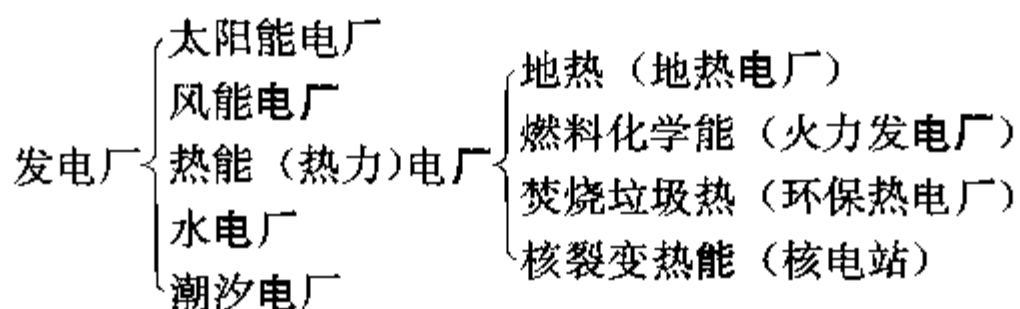 发电厂
太阳能电厂
风能电厂
热能（热力）电厂
水电厂
潮汐电厂
地热（地热电厂）
燃料化学能（火力发电厂）
焚烧垃圾热（环保热电厂）
核裂变热能（核电站）